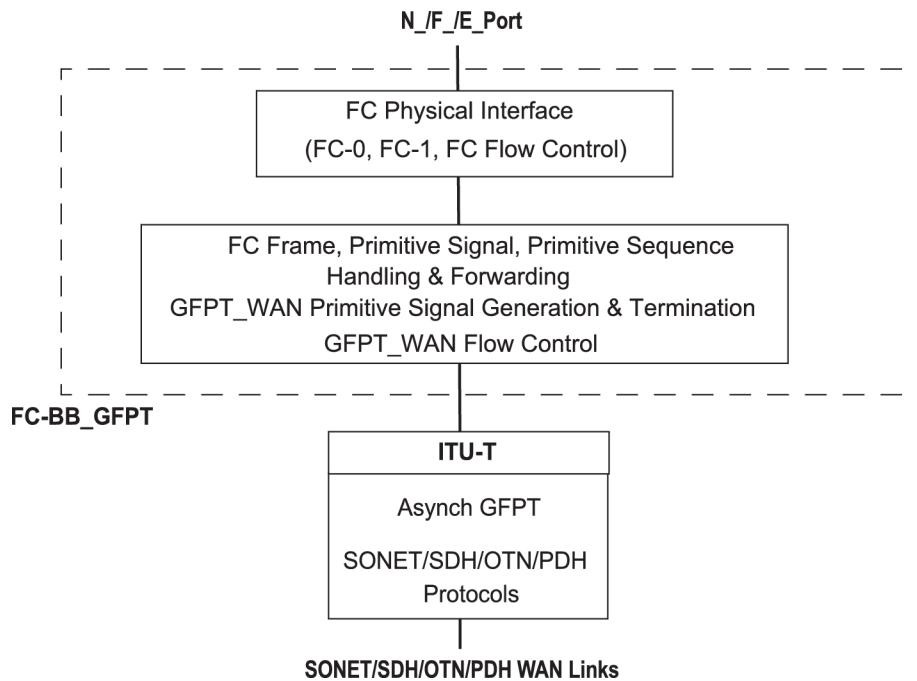 N_/F_/E_Port
FC Physical Interface
(FC-0, FC-1, FC Flow Control)
FC Frame, Primitive Signal, Primitive Sequence
Handling & Forwarding
GFPT_WAN Primitive Signal Generation & Termination
GFPT_WAN Flow Control
FC-BB_GFPT
ITU-T
Asynch GFPT
SONET/SDH/OTN/PDH
Protocols
SONET/SDH/OTN/PDH WAN Links